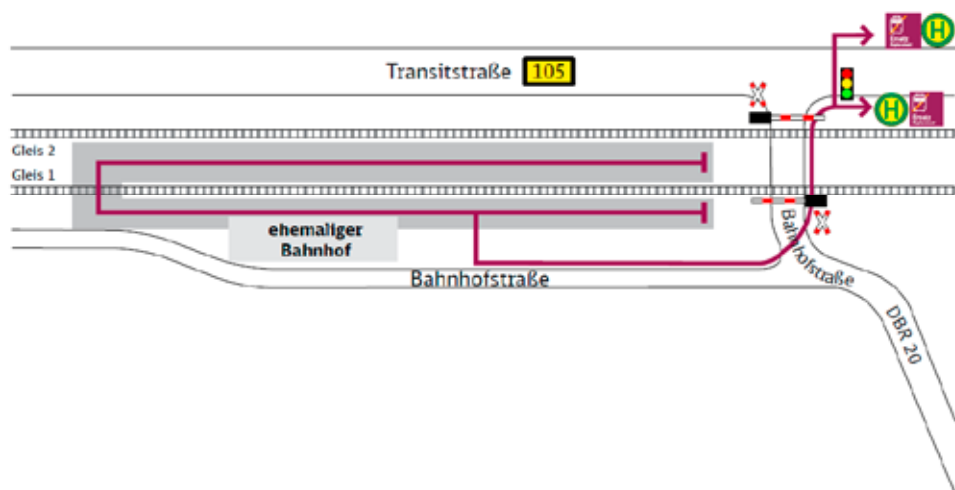 H
Transitstraße 105
H
Gleis 2
Gleis 1
ehemaliger
Bahnhof
Bahnhofstraße
Bahnhofstraße
DBR 20